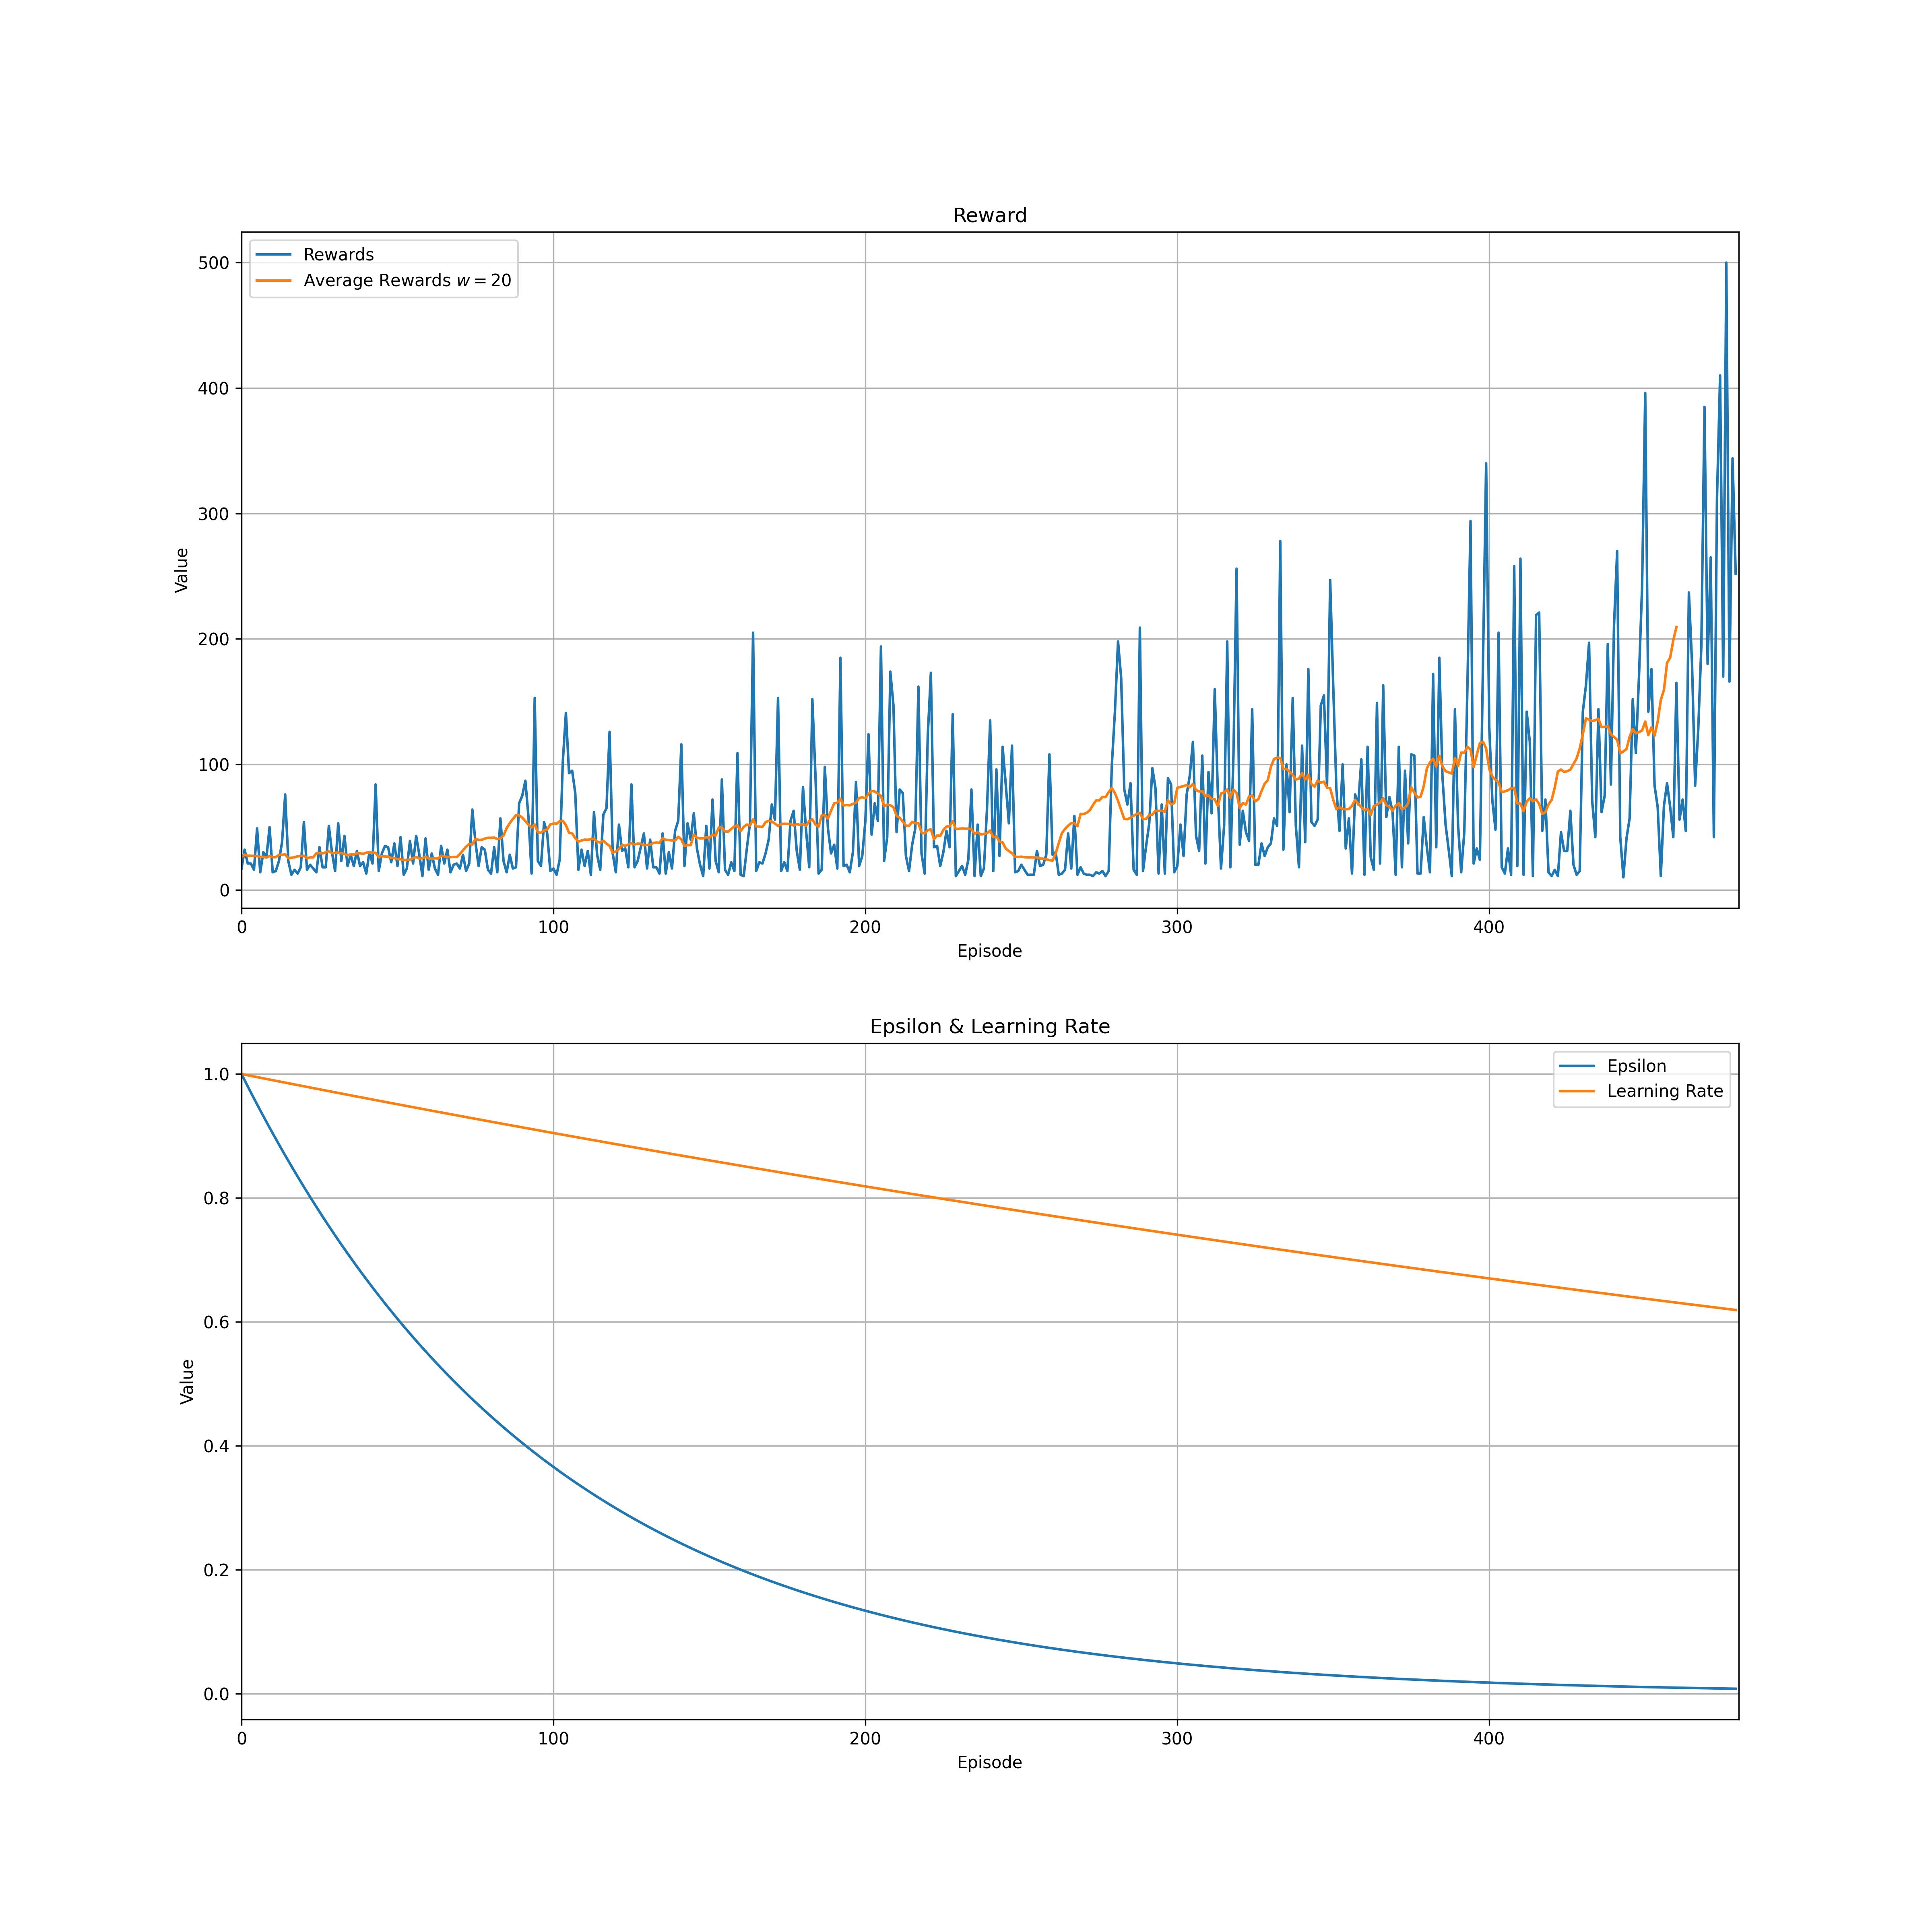 Reward
Rewards
Average Rewards w = 20
500
400
300
200
100
0
Value
0 100 200 300 400
Episode
Epsilon & Learning Rate
Epsilon
Learning Rate
1.0
0.8
0.6
0.4
0.2
0.0
Value
0 100 200 300 400
Episode